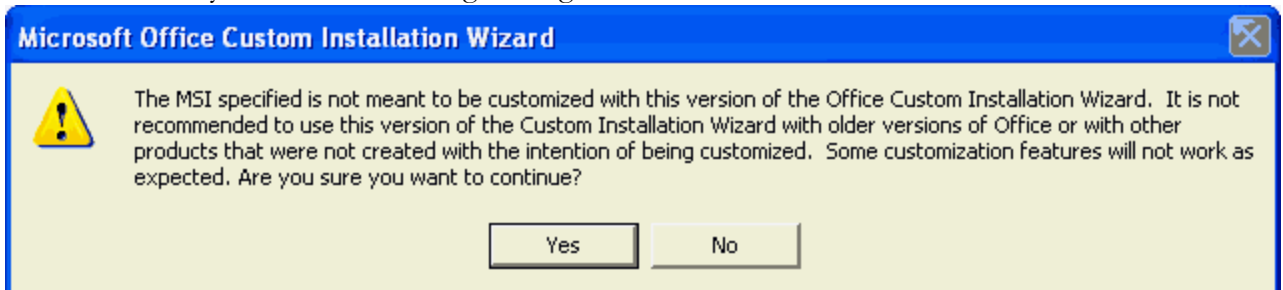 Microsoft Office Custom Installation Wizard
The MSI specified is not meant to be customized with this version of the Office Custom Installation Wizard.  It is not
recommended to use this version of the Custom Installation Wizard with older versions of Office or with other
products that were not created with the intention of being customized.  Some customization features will not work as
expected. Are you sure you want to continue?
Yes No